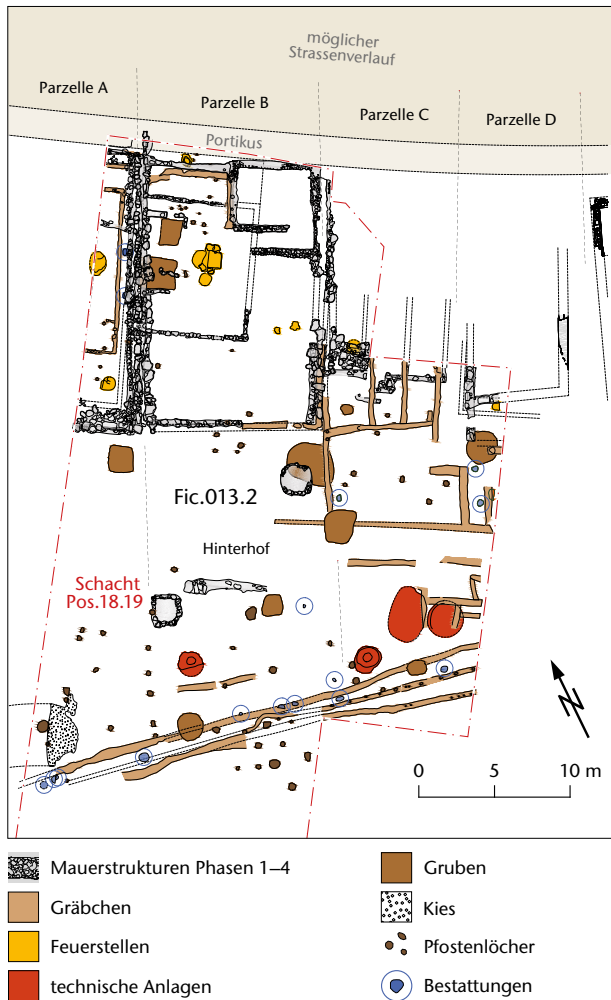 möglicher
Strassenverlauf
Parzelle A
Parzelle B
Parzelle C
Parzelle D
Portikus
Fic.013.2
Hinterhof
Schacht
Pos.18.19
N
0 5 10 m
Mauerstrukturen Phasen 1–4
Gräbchen
Feuerstellen
technische Anlagen
Gruben
Kies
Pfostenlöcher
Bestattungen